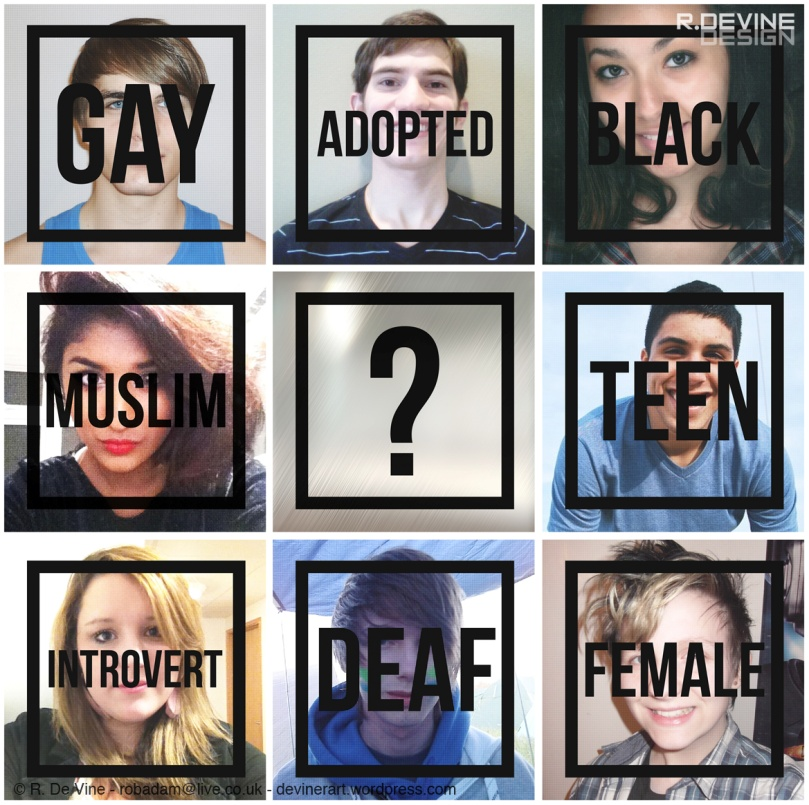 R.DEVINE
DESIGN
GAY
ADOPTED
BLACK
MUSLIM
?
TEEN
INTROVERT
DEAF
FEMALE
© R. De Vine - robadam@live.co.uk - devinerart.wordpress.com